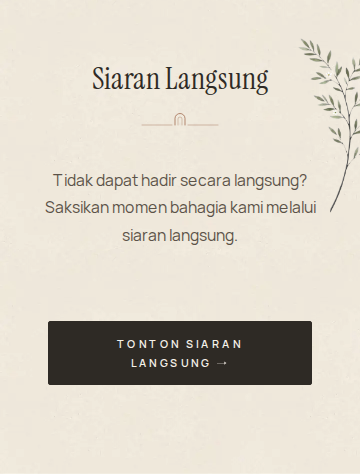 Siaran Langsung
Tidak dapat hadir secara langsung?
Saksikan momen bahagia kami melalui
siaran langsung.
TONTON SIARAN
LANGSUNG →